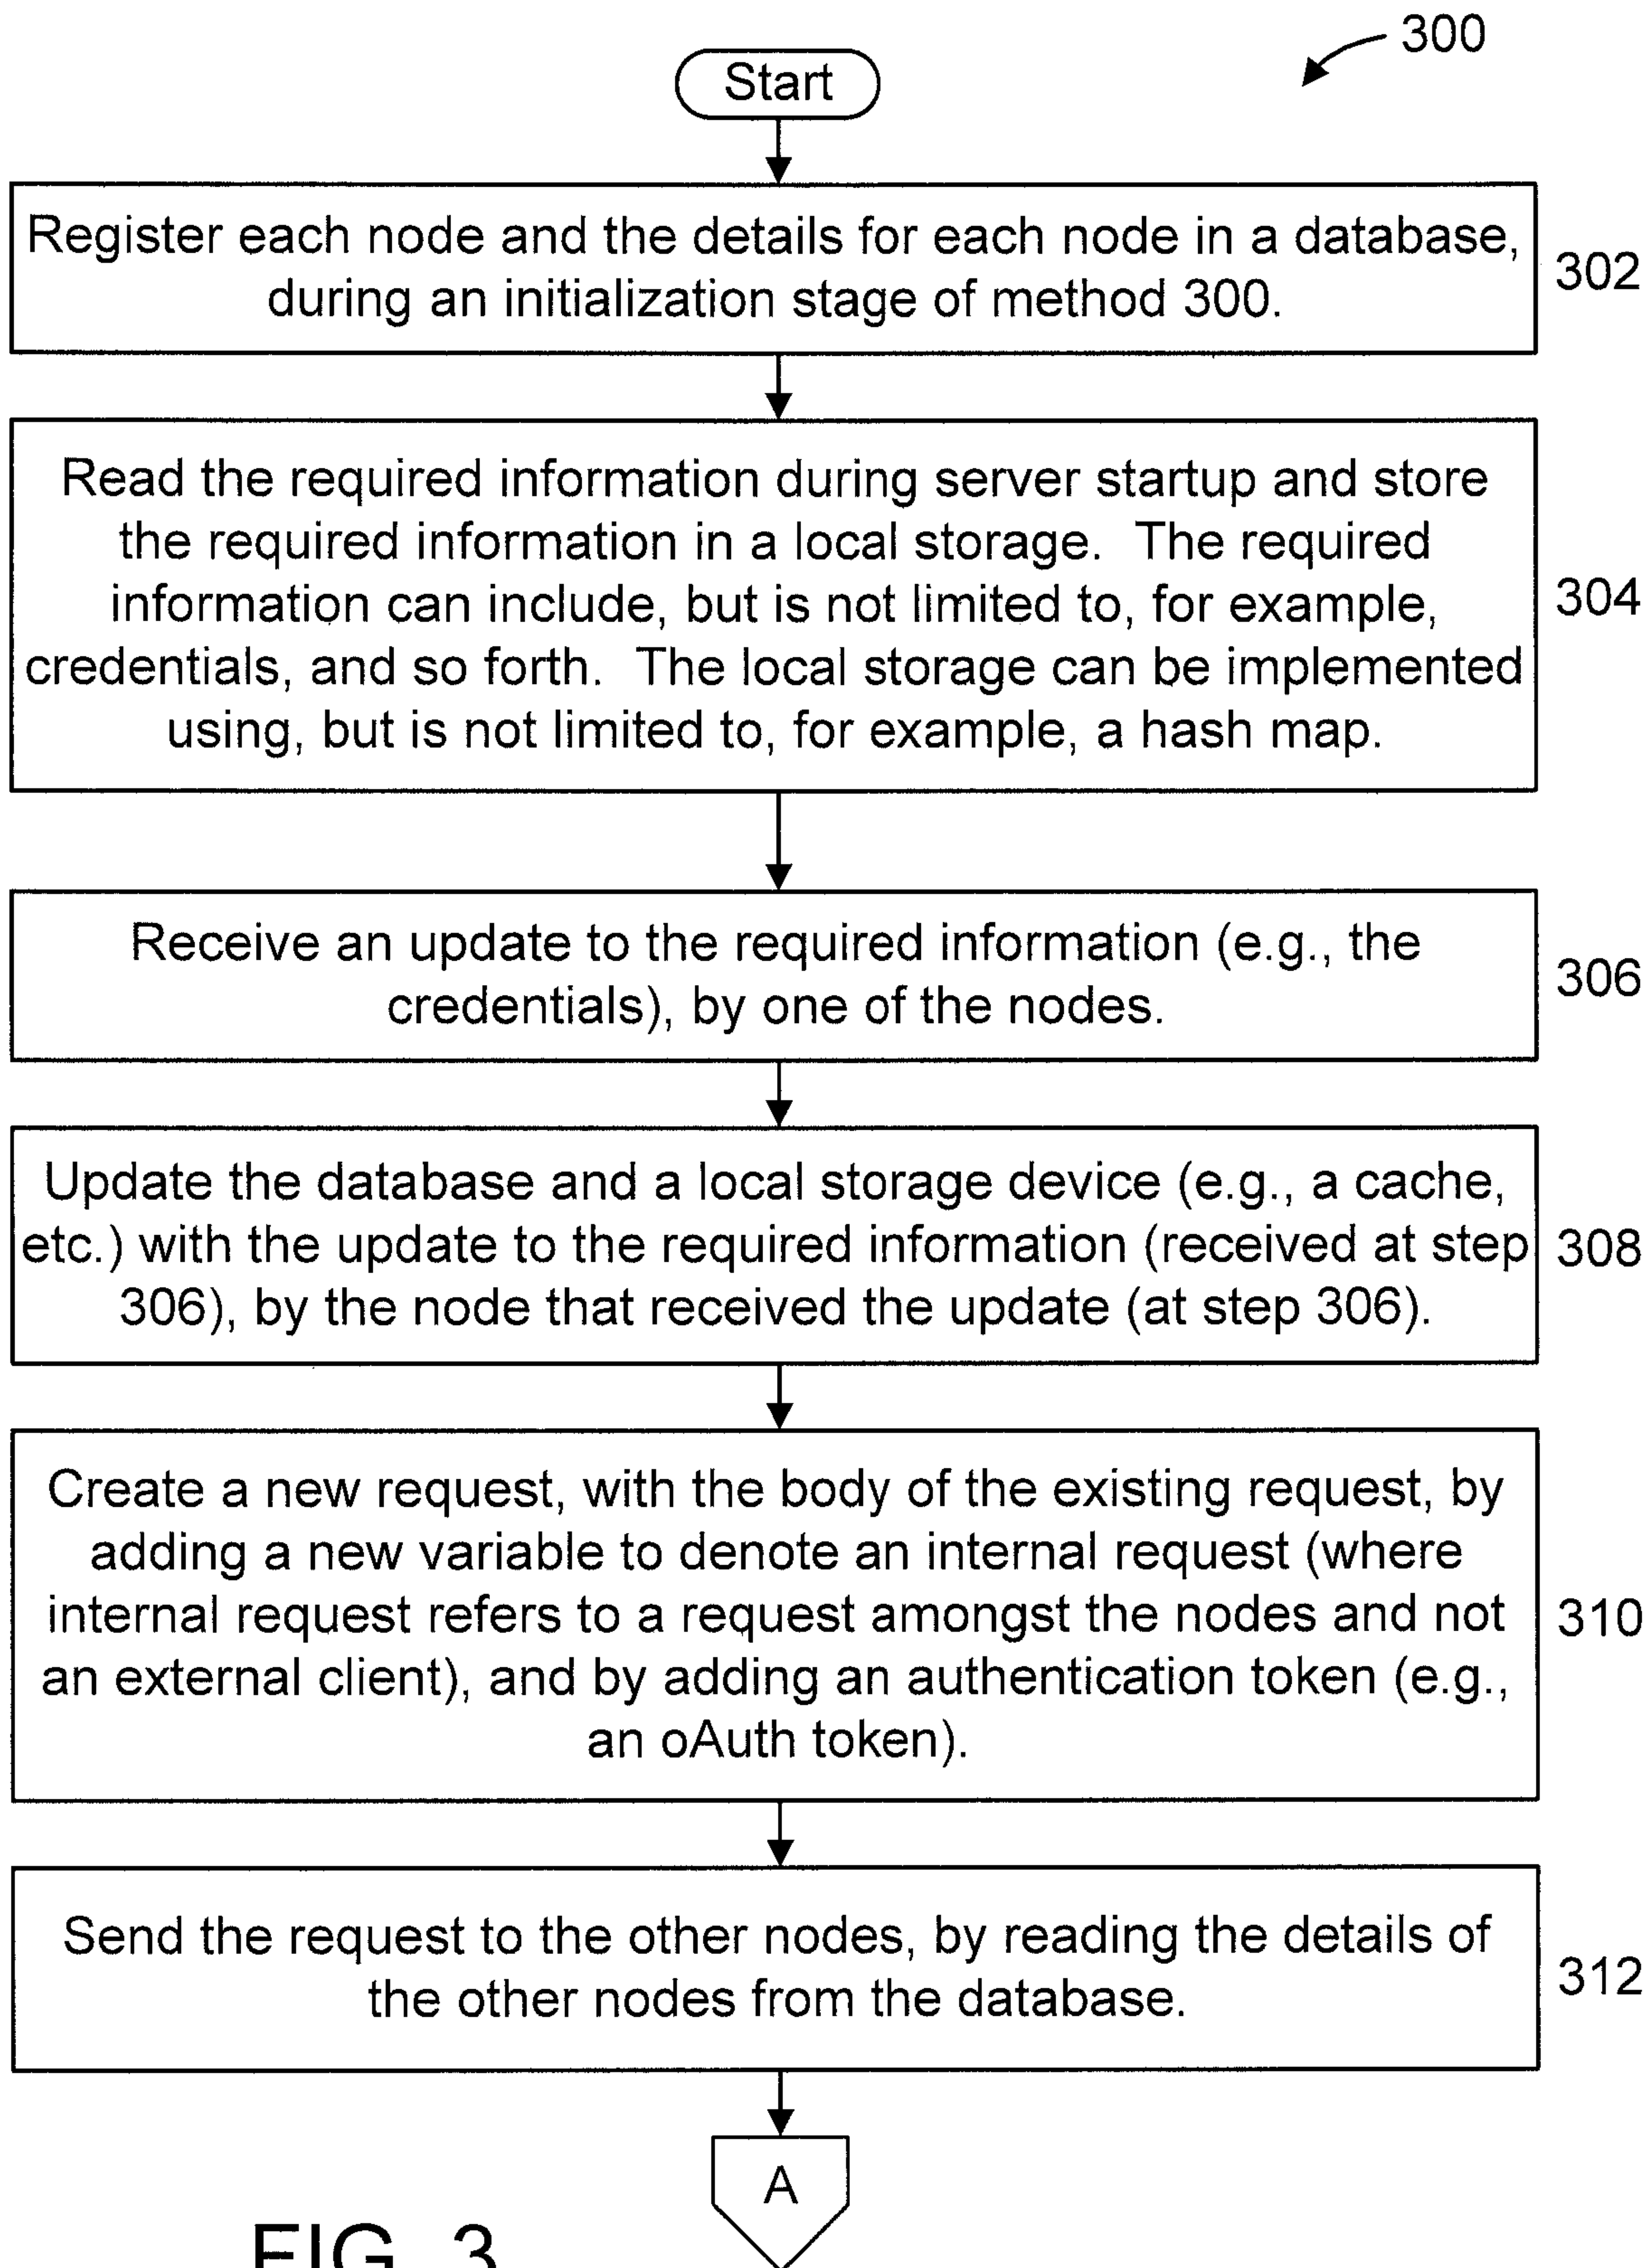 300
Start
Register each node and the details for each node in a database,
during an initialization stage of method 300.
302
Read the required information during server startup and store
the required information in a local storage.  The required
information can include, but is not limited to, for example,
credentials, and so forth.  The local storage can be implemented
using, but is not limited to, for example, a hash map.
304
Receive an update to the required information (e.g., the
credentials), by one of the nodes.
306
Update the database and a local storage device (e.g., a cache,
etc.) with the update to the required information (received at step
306), by the node that received the update (at step 306).
308
Create a new request, with the body of the existing request, by
adding a new variable to denote an internal request (where
internal request refers to a request amongst the nodes and not
an external client), and by adding an authentication token (e.g.,
an oAuth token).
310
Send the request to the other nodes, by reading the details of
the other nodes from the database.
312
A
FIG. 3